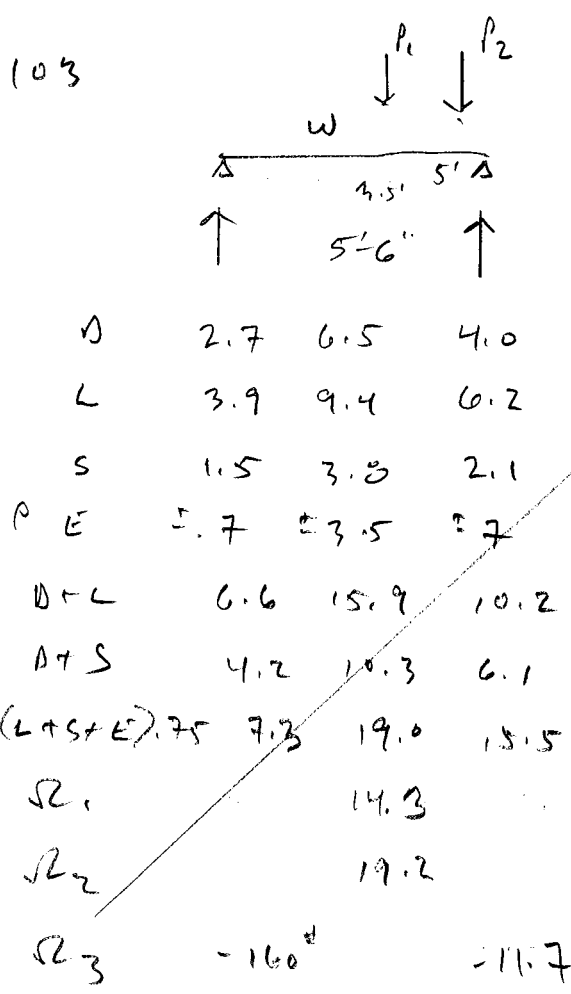 103
P1 P2
W
3.5' 5'
5'-6"
D 2.7 6.5 4.0
L 3.9 9.4 6.2
S 1.5 3.8 2.1
ρ E ±.7 ±3.5 ±7
D+L 6.6 15.9 10.2
D+S 4.2 10.3 6.1
(L+S+E).75 7.3 19.0 15.5
Ω1 14.3
Ω2 19.2
Ω3 -160# -11.7